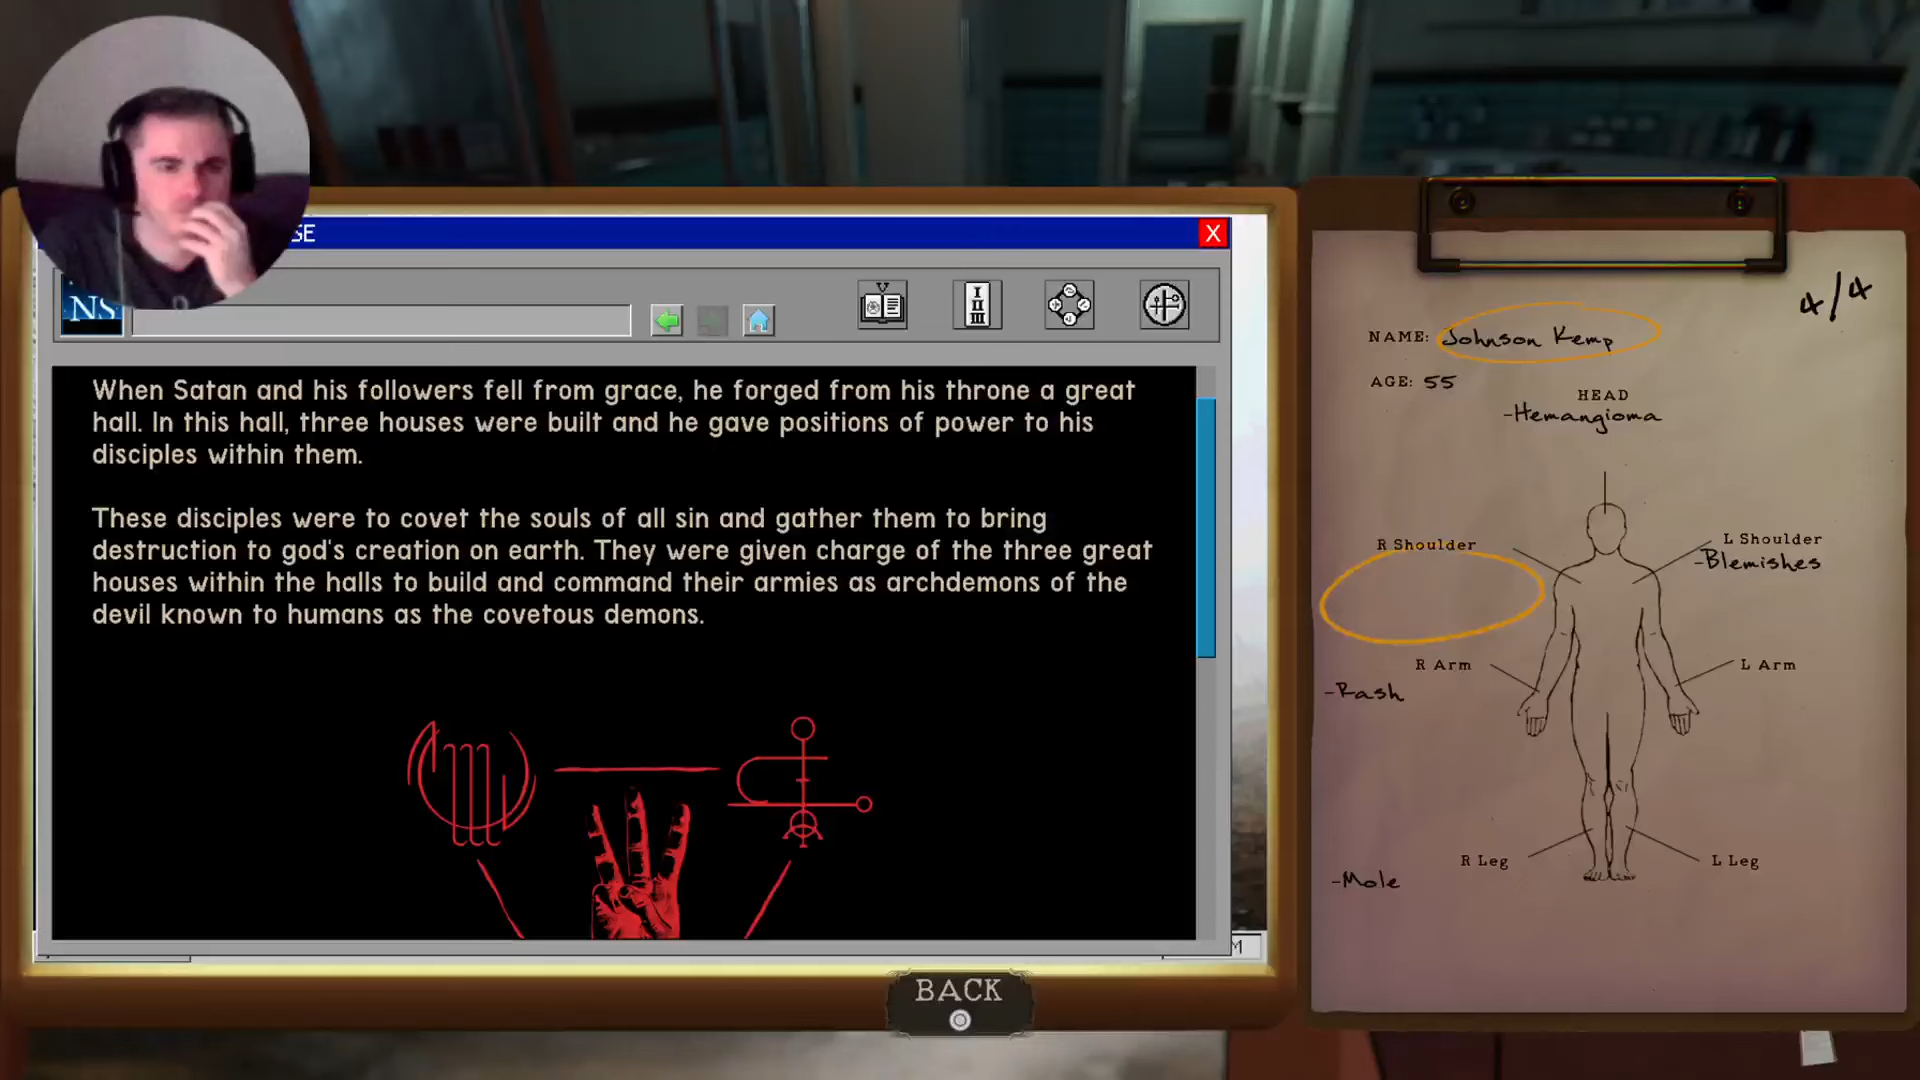 SE
X
NS
V
I
II
III
When Satan and his followers fell from grace, he forged from his throne a great
hall. In this hall, three houses were built and he gave positions of power to his
disciples within them.
These disciples were to covet the souls of all sin and gather them to bring
destruction to god's creation on earth. They were given charge of the three great
houses within the halls to build and command their armies as archdemons of the
devil known to humans as the covetous demons.
M
BACK
4/4
NAME: Johnson Kemp
AGE: 55
HEAD
-Hemangioma
R Shoulder
L Shoulder
-Blemishes
R Arm
L Arm
-Rash
R Leg
L Leg
-Mole